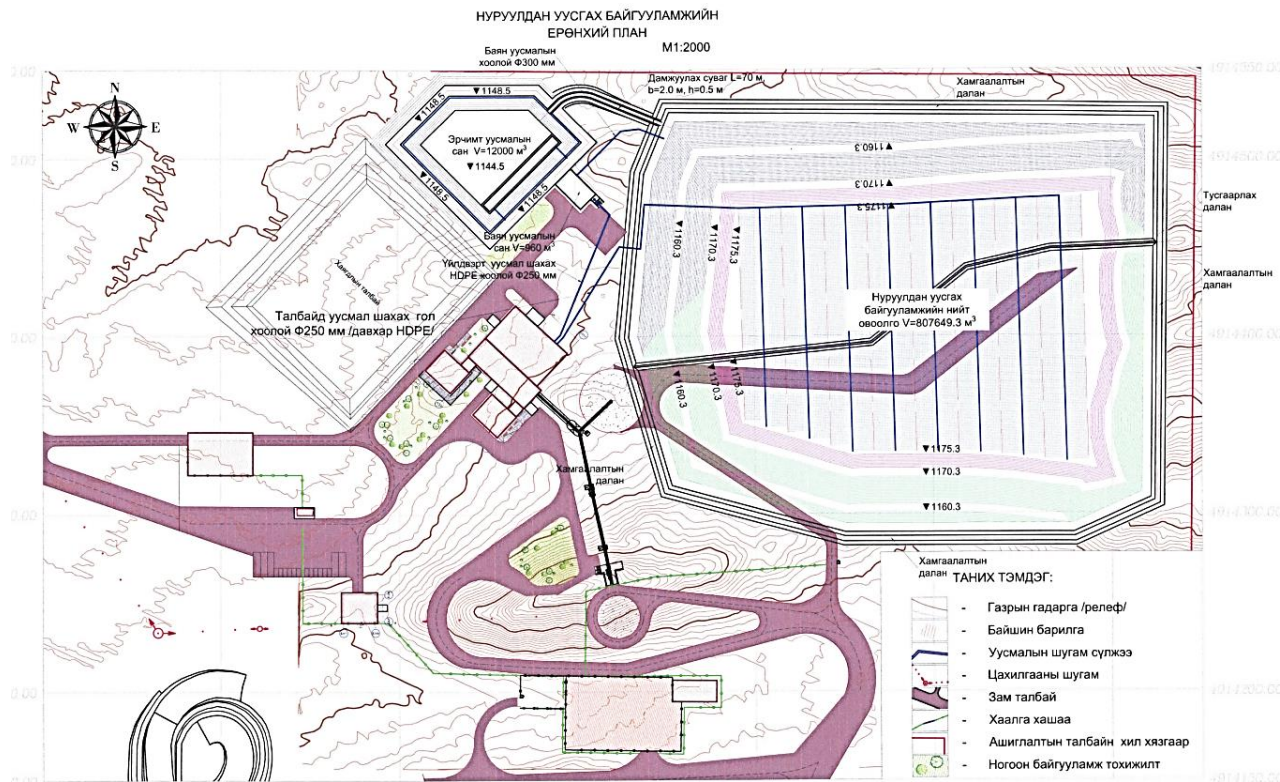 НУРУУЛДАН УУСГАХ БАЙГУУЛАМЖИЙН
ЕРӨНХИЙ ПЛАН
М1:2000
Баян уусмалын
хоолой Ф300 мм
Дамжуулах суваг L=70 м,
b=2.0 м, h=0.5 м
Хамгаалалтын
далан
N
W
E
S
▼1148.5
▼1148.5
Эрчимт уусмалын
сан V=12000 м³
▼1144.5
▼1148.5
▼1148.5
▼1160.3
▼1170.3
▼1175.3
▼1160.3
▼1170.3
▼1175.3
Тусгаарлах
далан
Баян уусмалын
сан V=960 м³
Үйлдвэрт уусмал шахах
HDPE хоолой Ф250 мм
Хамгаалалтын
далан
Талбайд уусмал шахах гол
хоолой Ф250 мм /давхар HDPE/
Нуруулдан уусгах
байгууламжийн нийт
овоолго V=807649.3 м³
▼1160.3
▼1170.3
▼1175.3
▼1175.3
▼1170.3
▼1160.3
Хамгаалалтын
далан
Хамгаалалтын
далан
ТАНИХ ТЭМДЭГ:
- Газрын гадарга /релеф/
- Байшин барилга
- Уусмалын шугам сүлжээ
- Цахилгааны шугам
- Зам талбай
- Хаалга хашаа
- Ашиглалтын талбайн хил хязгаар
- Ногоон байгууламж тохижилт